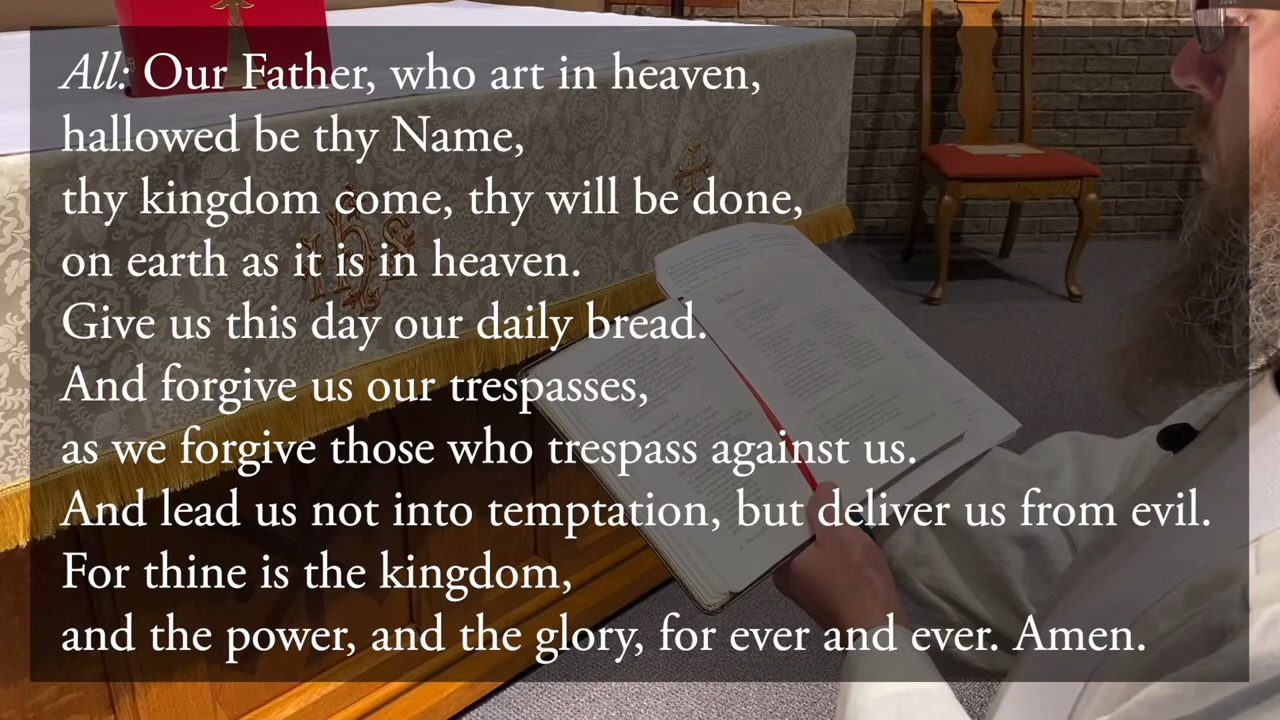 All: Our Father, who art in heaven,
hallowed be thy Name,
thy kingdom come, thy will be done,
on earth as it is in heaven.
Give us this day our daily bread.
And forgive us our trespasses,
as we forgive those who trespass against us.
And lead us not into temptation, but deliver us from evil.
For thine is the kingdom,
and the power, and the glory, for ever and ever. Amen.